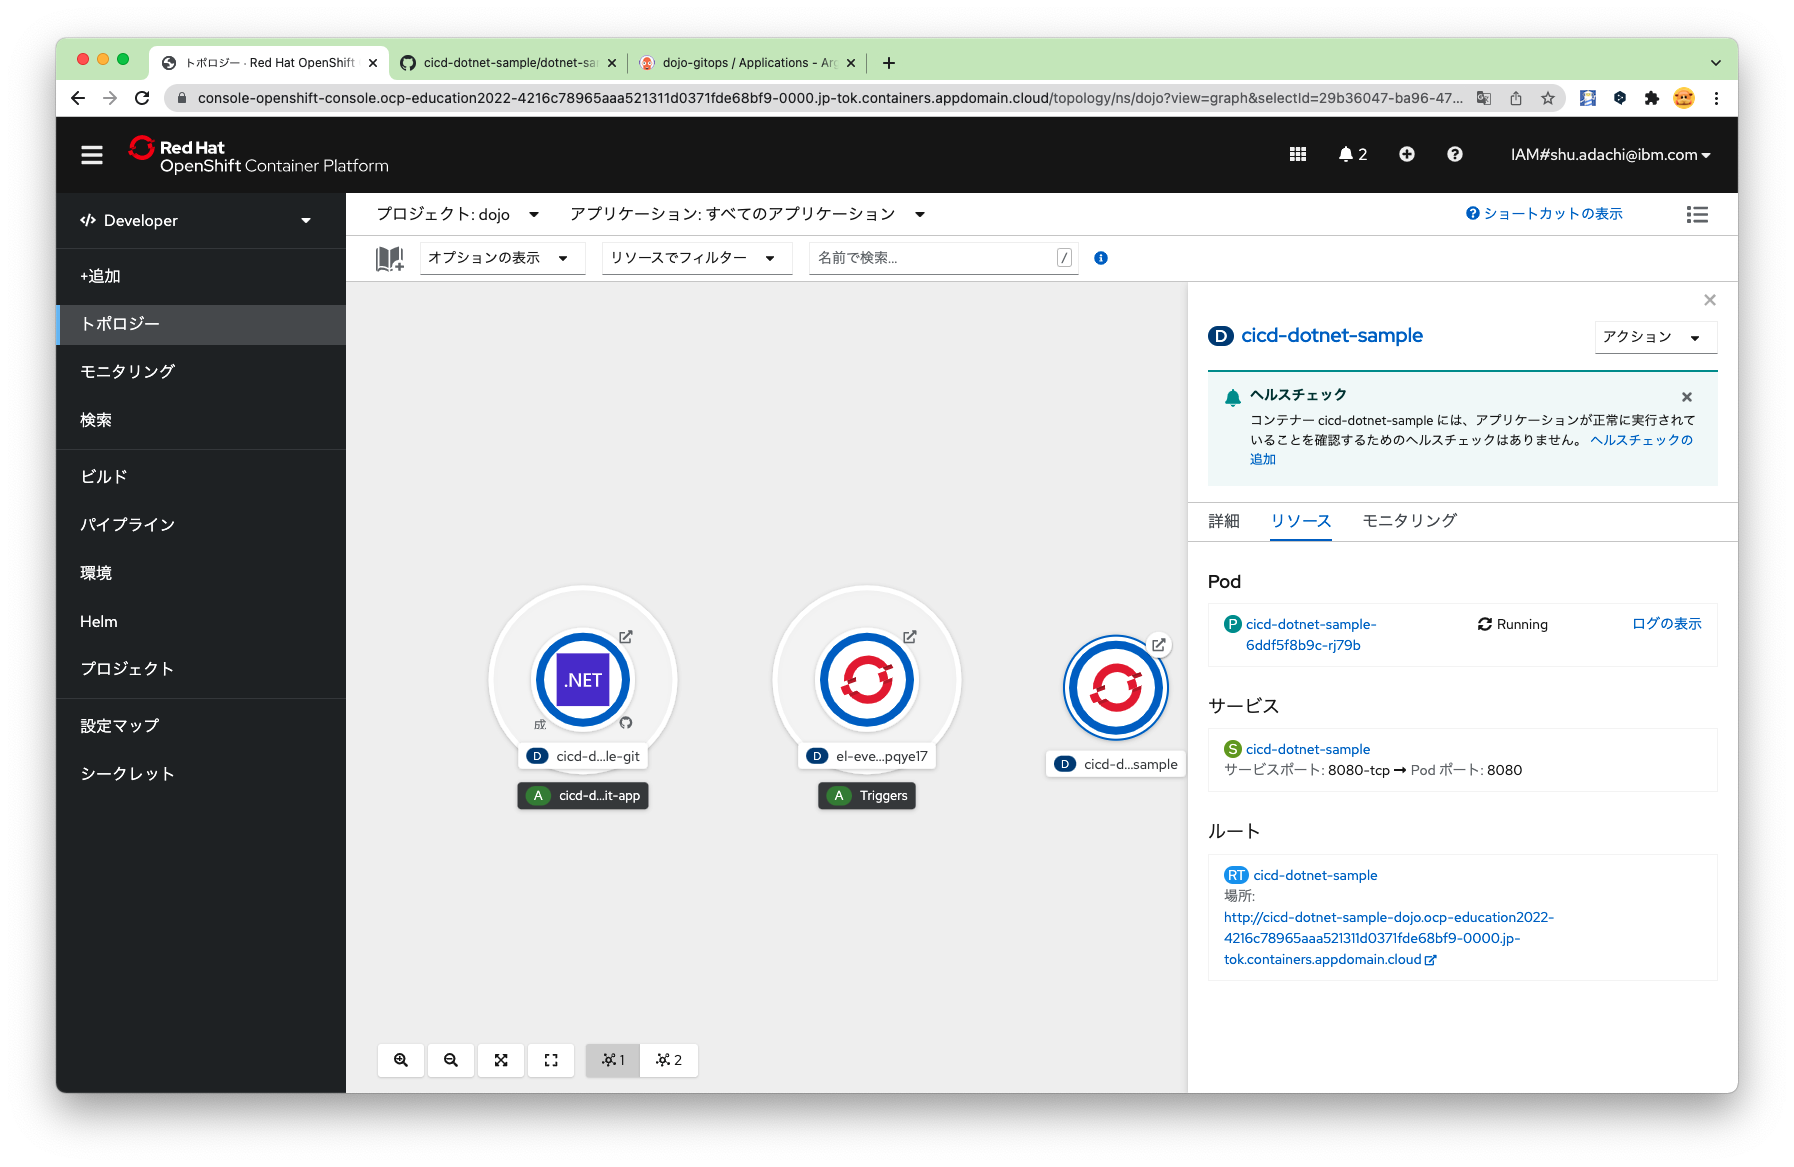 トポロジー · Red Hat OpenShift
cicd-dotnet-sample/dotnet-sa
dojo-gitops / Applications - Ar
console-openshift-console.ocp-education2022-4216c78965aaa521311d0371fde68bf9-0000.jp-tok.containers.appdomain.cloud/topology/ns/dojo?view=graph&selectId=29b36047-ba96-47...
Red Hat
OpenShift Container Platform
2
IAM#shu.adachi@ibm.com
Developer
+追加
トポロジー
モニタリング
検索
ビルド
パイプライン
環境
Helm
プロジェクト
設定マップ
シークレット
プロジェクト: dojo
アプリケーション: すべてのアプリケーション
ショートカットの表示
オプションの表示
リソースでフィルター
名前で検索...
/
.NET
成
D cicd-d...le-git
A cicd-d...it-app
D el-eve...pqye17
A Triggers
D cicd-d...sample
1
2
D cicd-dotnet-sample
アクション
ヘルスチェック
コンテナー cicd-dotnet-sample には、アプリケーションが正常に実行されて
いることを確認するためのヘルスチェックはありません。 ヘルスチェックの
追加
詳細
リソース
モニタリング
Pod
P cicd-dotnet-sample-
6ddf5f8b9c-rj79b
Running
ログの表示
サービス
S cicd-dotnet-sample
サービスポート: 8080-tcp → Pod ポート: 8080
ルート
RT cicd-dotnet-sample
場所:
http://cicd-dotnet-sample-dojo.ocp-education2022-
4216c78965aaa521311d0371fde68bf9-0000.jp-
tok.containers.appdomain.cloud